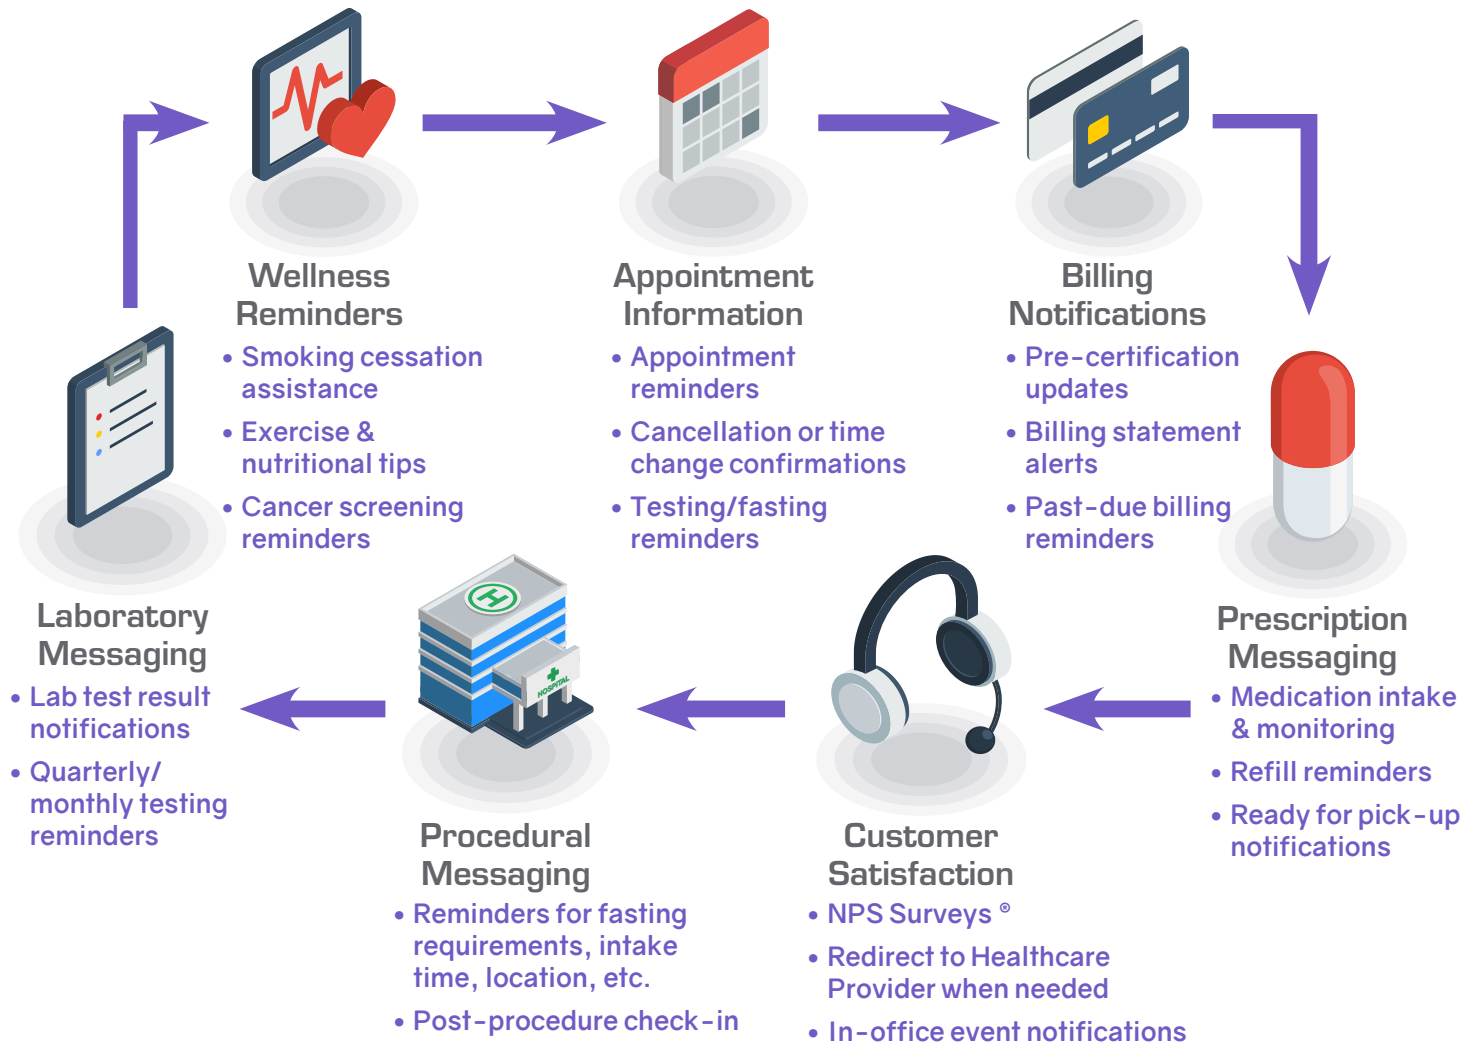 Wellness
Reminders
• Smoking cessation
assistance
• Exercise &
nutritional tips
• Cancer screening
reminders
Appointment
Information
• Appointment
reminders
• Cancellation or time
change confirmations
• Testing/fasting
reminders
Billing
Notifications
• Pre-certification
updates
• Billing statement
alerts
• Past-due billing
reminders
Prescription
Messaging
• Medication intake
& monitoring
• Refill reminders
• Ready for pick-up
notifications
Customer
Satisfaction
• NPS Surveys ®
• Redirect to Healthcare
Provider when needed
• In-office event notifications
H
HOSPITAL
Procedural
Messaging
• Reminders for fasting
requirements, intake
time, location, etc.
• Post-procedure check-in
Laboratory
Messaging
• Lab test result
notifications
• Quarterly/
monthly testing
reminders